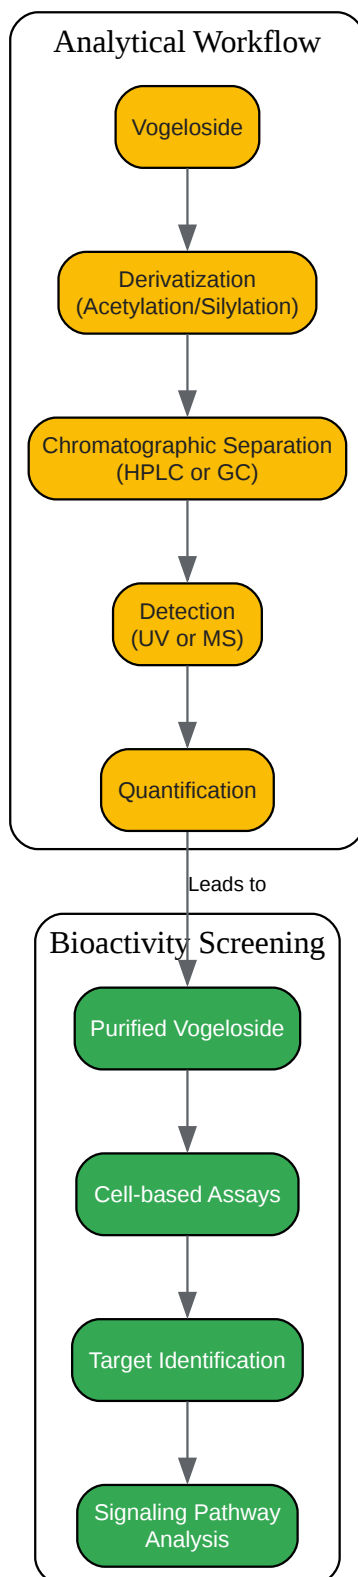 Analytical Workflow
Vogeloside
Derivatization
(Acetylation/Silylation)
Chromatographic Separation
(HPLC or GC)
Detection
(UV or MS)
Quantification
Leads to
Bioactivity Screening
Purified Vogeloside
Cell-based Assays
Target Identification
Signaling Pathway
Analysis